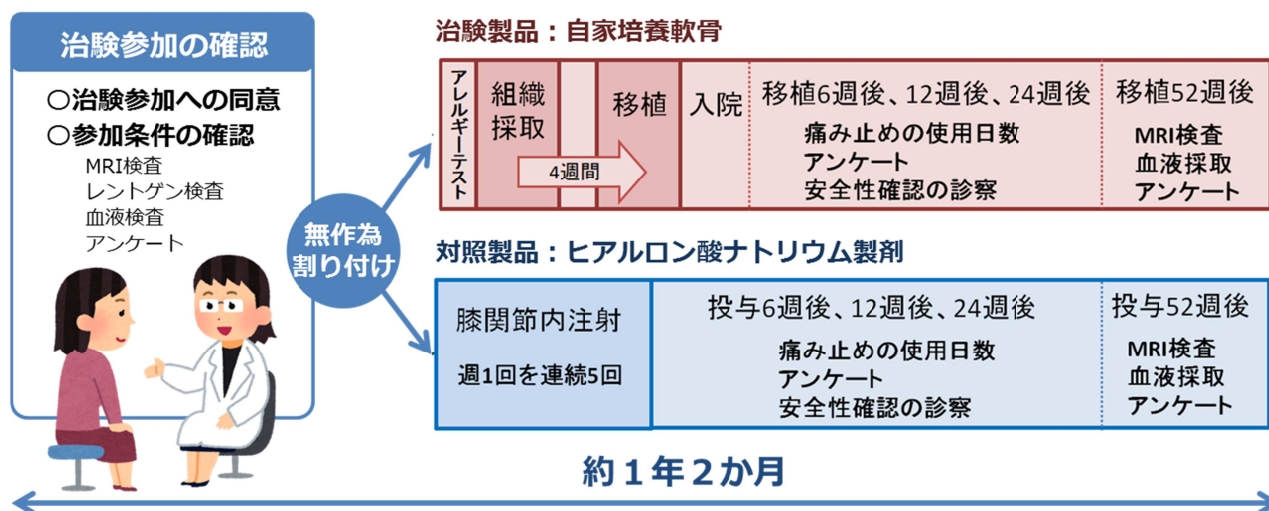 治験参加の確認
○治験参加への同意
○参加条件の確認
MRI検査
レントゲン検査
血液検査
アンケート
無作為
割り付け
治験製品：自家培養軟骨
アレルギーテスト
組織
採取
4週間
移植
入院
移植6週後、12週後、24週後
痛み止めの使用日数
アンケート
安全性確認の診察
移植52週後
MRI検査
血液採取
アンケート
対照製品：ヒアルロン酸ナトリウム製剤
膝関節内注射
週1回を連続5回
投与6週後、12週後、24週後
痛み止めの使用日数
アンケート
安全性確認の診察
投与52週後
MRI検査
血液採取
アンケート
約１年２か月